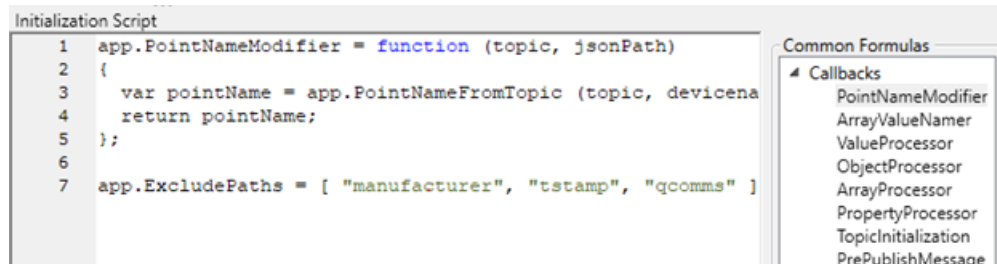 Initialization Script
1 app.PointNameModifier = function (topic, jsonPath)
2 {
3 var pointName = app.PointNameFromTopic (topic, devicena
4 return pointName;
5 };
6
7 app.ExcludePaths = [ "manufacturer", "tstamp", "qcomms" ]
Common Formulas
Callbacks
PointNameModifier
ArrayValueNamer
ValueProcessor
ObjectProcessor
ArrayProcessor
PropertyProcessor
TopicInitialization
PrePublishMessage